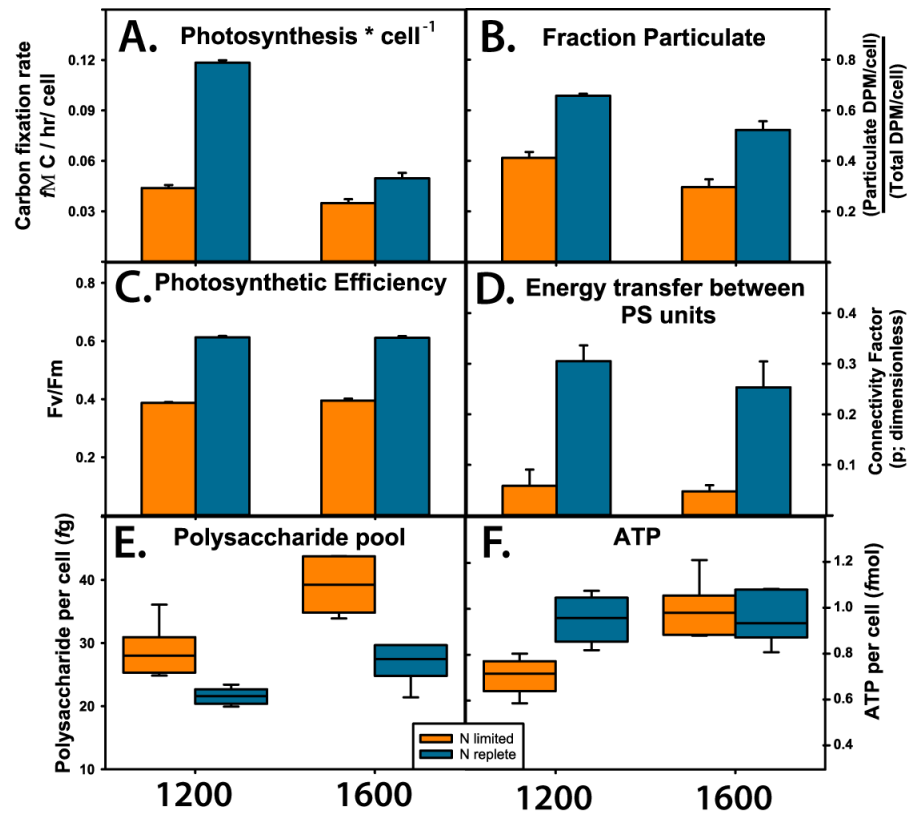 A. Photosynthesis * cell-1
Carbon fixation rate
fM C / hr/ cell
0.12
0.09
0.06
0.03
B. Fraction Particulate
0.8
0.6
0.4
0.2
(Particulate DPM/cell)
(Total DPM/cell)
C. Photosynthetic Efficiency
Fv/Fm
0.8
0.6
0.4
0.2
D. Energy transfer between
PS units
0.4
0.3
0.2
0.1
Connectivity Factor
(p; dimensionless)
E. Polysaccharide pool
Polysaccharide per cell (fg)
40
30
20
10
1200
1600
F. ATP
1.2
1.0
0.8
0.6
0.4
ATP per cell (fmol)
1200
1600
N limited
N replete